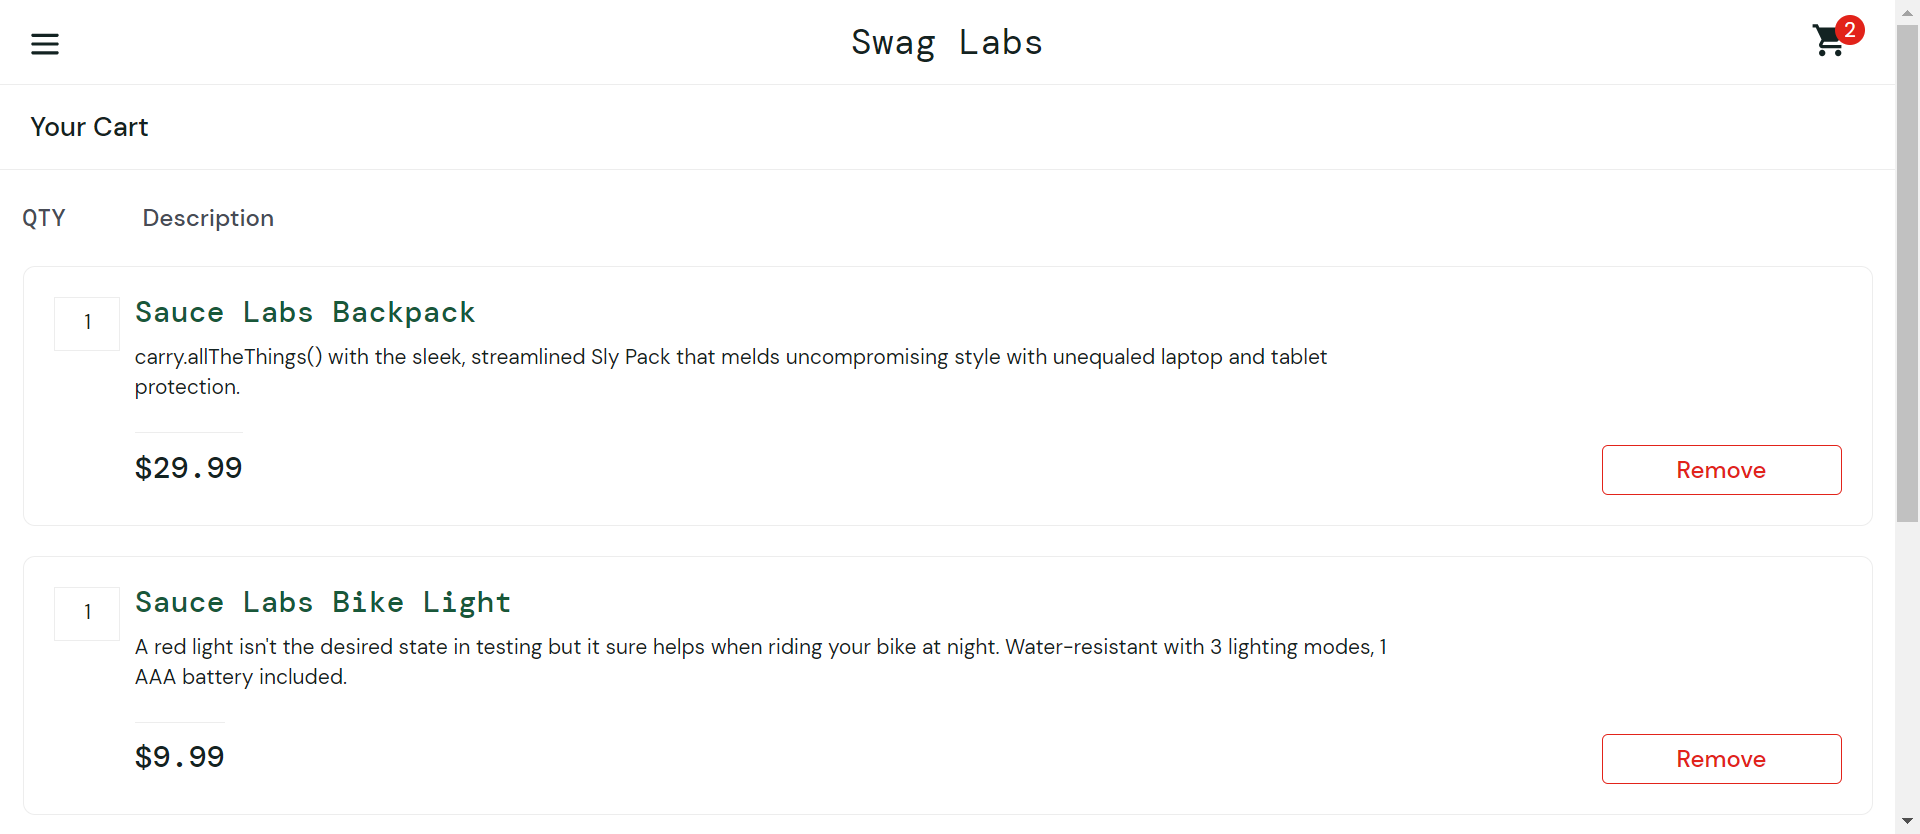 Swag Labs
2
Your Cart
QTY Description
1
Sauce Labs Backpack
carry.allTheThings() with the sleek, streamlined Sly Pack that melds uncompromising style with unequaled laptop and tablet
protection.
$29.99
Remove
1
Sauce Labs Bike Light
A red light isn't the desired state in testing but it sure helps when riding your bike at night. Water-resistant with 3 lighting modes, 1
AAA battery included.
$9.99
Remove